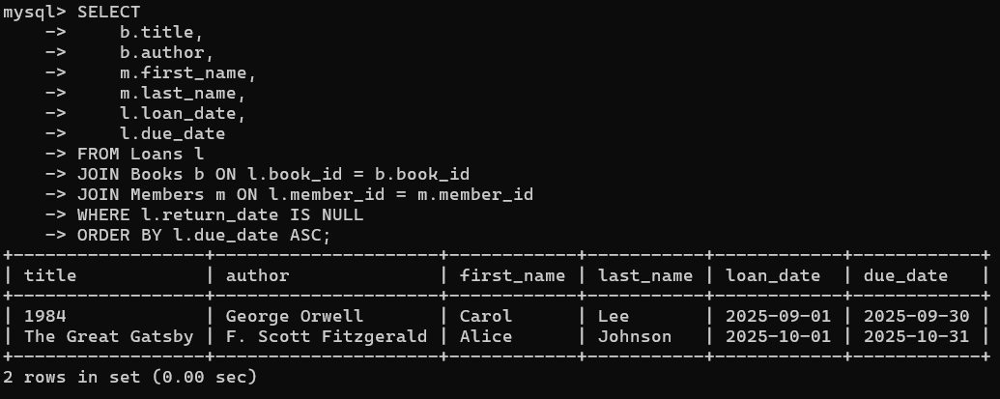 mysql> SELECT
    ->     b.title,
    ->     b.author,
    ->     m.first_name,
    ->     m.last_name,
    ->     l.loan_date,
    ->     l.due_date
    -> FROM Loans l
    -> JOIN Books b ON l.book_id = b.book_id
    -> JOIN Members m ON l.member_id = m.member_id
    -> WHERE l.return_date IS NULL
    -> ORDER BY l.due_date ASC;
+------------------+---------------------+------------+-----------+------------+------------+
| title            | author              | first_name | last_name | loan_date  | due_date   |
+------------------+---------------------+------------+-----------+------------+------------+
| 1984             | George Orwell       | Carol      | Lee       | 2025-09-01 | 2025-09-30 |
| The Great Gatsby | F. Scott Fitzgerald | Alice      | Johnson   | 2025-10-01 | 2025-10-31 |
+------------------+---------------------+------------+-----------+------------+------------+
2 rows in set (0.00 sec)